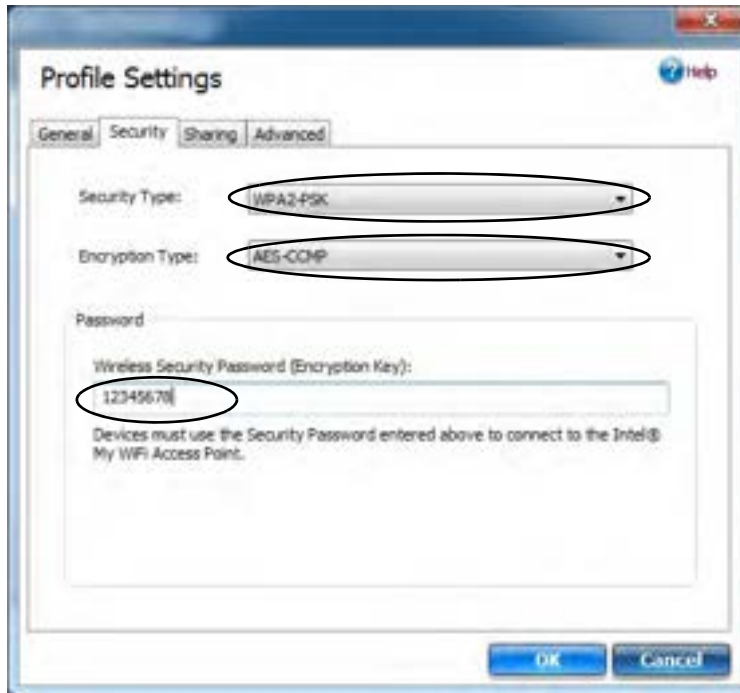 Profile Settings
Help
General Security Sharing Advanced
Security Type: WPA2-PSK
Encryption Type: AES-CCMP
Password
Wireless Security Password (Encryption Key):
12345678
Devices must use the Security Password entered above to connect to the Intel®
My WiFi Access Point.
OK Cancel